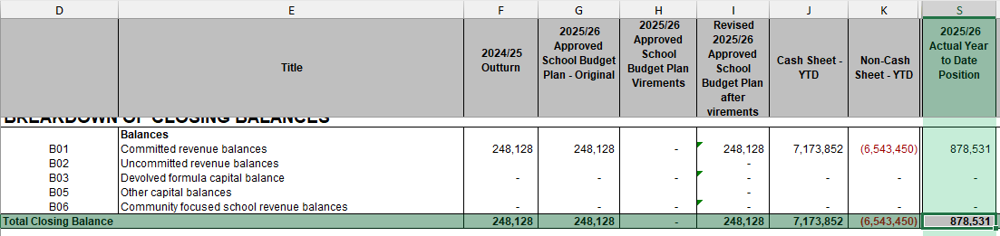 D E F G H I J K S
Title 2024/25 Outturn 2025/26 Approved School Budget Plan - Original 2025/26 Approved School Budget Plan Virements Revised 2025/26 Approved School Budget Plan after virements Cash Sheet - YTD Non-Cash Sheet - YTD 2025/26 Actual Year to Date Position
BREAKDOWN OF CLOSING BALANCES
Balances
B01 Committed revenue balances 248,128 248,128 - 248,128 7,173,852 (6,543,450) 878,531
B02 Uncommitted revenue balances -
B03 Devolved formula capital balance - - - - - - -
B05 Other capital balances -
B06 Community focused school revenue balances - - - - - - -
Total Closing Balance 248,128 248,128 - 248,128 7,173,852 (6,543,450) 878,531